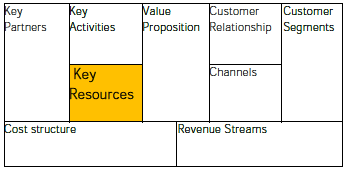 Key
Partners
Key
Activities
Value
Proposition
Customer
Relationship
Customer
Segments
Key
Resources
Channels
Cost structure
Revenue Streams